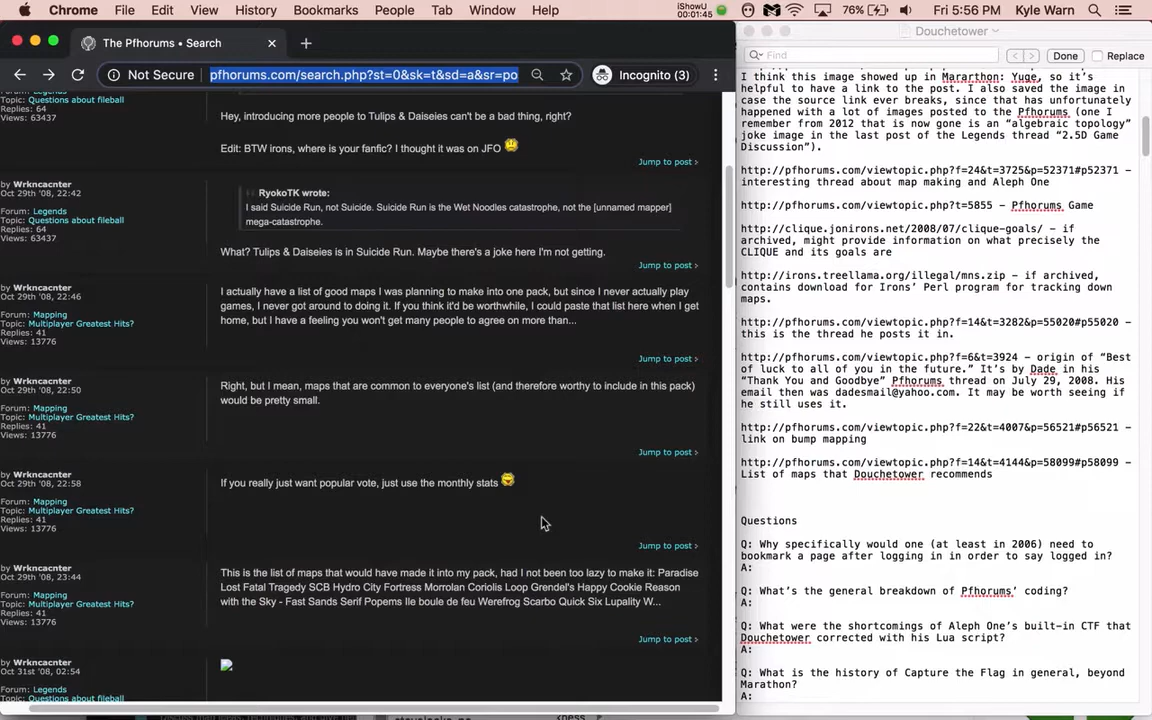 Chrome File Edit View History Bookmarks People Tab Window Help
iShowU 00:01:45 76% Fri 5:56 PM Kyle Warn
The Pfhorums • Search
Not Secure pfhorums.com/search.php?st=0&sk=t&sd=a&sr=po Incognito (3)
Topic: Questions about fileball
Replies: 64
Views: 63437
Hey, introducing more people to Tulips & Daiseies can't be a bad thing, right?
Edit: BTW irons, where is your fanfic? I thought it was on JFO
Jump to post ›
by Wrkncacnter
Oct 29th '08, 22:42
Forum: Legends
Topic: Questions about fileball
Replies: 64
Views: 63437
RyokoTK wrote:
I said Suicide Run, not Suicide. Suicide Run is the Wet Noodles catastrophe, not the [unnamed mapper]
mega-catastrophe.
What? Tulips & Daiseies is in Suicide Run. Maybe there's a joke here I'm not getting.
Jump to post ›
by Wrkncacnter
Oct 29th '08, 22:46
Forum: Mapping
Topic: Multiplayer Greatest Hits?
Replies: 41
Views: 13776
I actually have a list of good maps I was planning to make into one pack, but since I never actually play
games, I never got around to doing it. If you think it'd be worthwhile, I could paste that list here when I get
home, but I have a feeling you won't get many people to agree on more than...
Jump to post ›
by Wrkncacnter
Oct 29th '08, 22:50
Forum: Mapping
Topic: Multiplayer Greatest Hits?
Replies: 41
Views: 13776
Right, but I mean, maps that are common to everyone's list (and therefore worthy to include in this pack)
would be pretty small.
Jump to post ›
by Wrkncacnter
Oct 29th '08, 22:58
Forum: Mapping
Topic: Multiplayer Greatest Hits?
Replies: 41
Views: 13776
If you really just want popular vote, just use the monthly stats
Jump to post ›
by Wrkncacnter
Oct 29th '08, 23:44
Forum: Mapping
Topic: Multiplayer Greatest Hits?
Replies: 41
Views: 13776
This is the list of maps that would have made it into my pack, had I not been too lazy to make it: Paradise
Lost Fatal Tragedy SCB Hydro City Fortress Morrolan Coriolis Loop Grendel's Happy Cookie Reason
with the Sky - Fast Sands Serif Popems Ile boule de feu Werefrog Scarbo Quick Six Lupality W...
Jump to post ›
by Wrkncacnter
Oct 31st '08, 02:54
Forum: Legends
Topic: Questions about fileball
Douchetower
Find Done Replace
I think this image showed up in Mararthon: Yuge, so it's
helpful to have a link to the post. I also saved the image in
case the source link ever breaks, since that has unfortunately
happened with a lot of images posted to the Pfhorums (one I
remember from 2012 that is now gone is an "algebraic topology"
joke image in the last post of the Legends thread "2.5D Game
Discussion").
http://pfhorums.com/viewtopic.php?f=24&t=3725&p=52371#p52371 –
interesting thread about map making and Aleph One
http://pfhorums.com/viewtopic.php?t=5855 – Pfhorums Game
http://clique.jonirons.net/2008/07/clique-goals/ – if
archived, might provide information on what precisely the
CLIQUE and its goals are
http://irons.treellama.org/illegal/mns.zip – if archived,
contains download for Irons' Perl program for tracking down
maps.
http://pfhorums.com/viewtopic.php?f=14&t=3282&p=55020#p55020 –
this is the thread he posts it in.
http://pfhorums.com/viewtopic.php?f=6&t=3924 – origin of "Best
of luck to all of you in the future." It's by Dade in his
"Thank You and Goodbye" Pfhorums thread on July 29, 2008. His
email then was dadesmail@yahoo.com. It may be worth seeing if
he still uses it.
http://pfhorums.com/viewtopic.php?f=22&t=4007&p=56521#p56521 –
link on bump mapping
http://pfhorums.com/viewtopic.php?f=14&t=4144&p=58099#p58099 –
List of maps that Douchetower recommends
Questions
Q: Why specifically would one (at least in 2006) need to
bookmark a page after logging in in order to say logged in?
A:
Q: What's the general breakdown of Pfhorums' coding?
A:
Q: What were the shortcomings of Aleph One's built-in CTF that
Douchetower corrected with his Lua script?
A:
Q: What is the history of Capture the Flag in general, beyond
Marathon?
A: